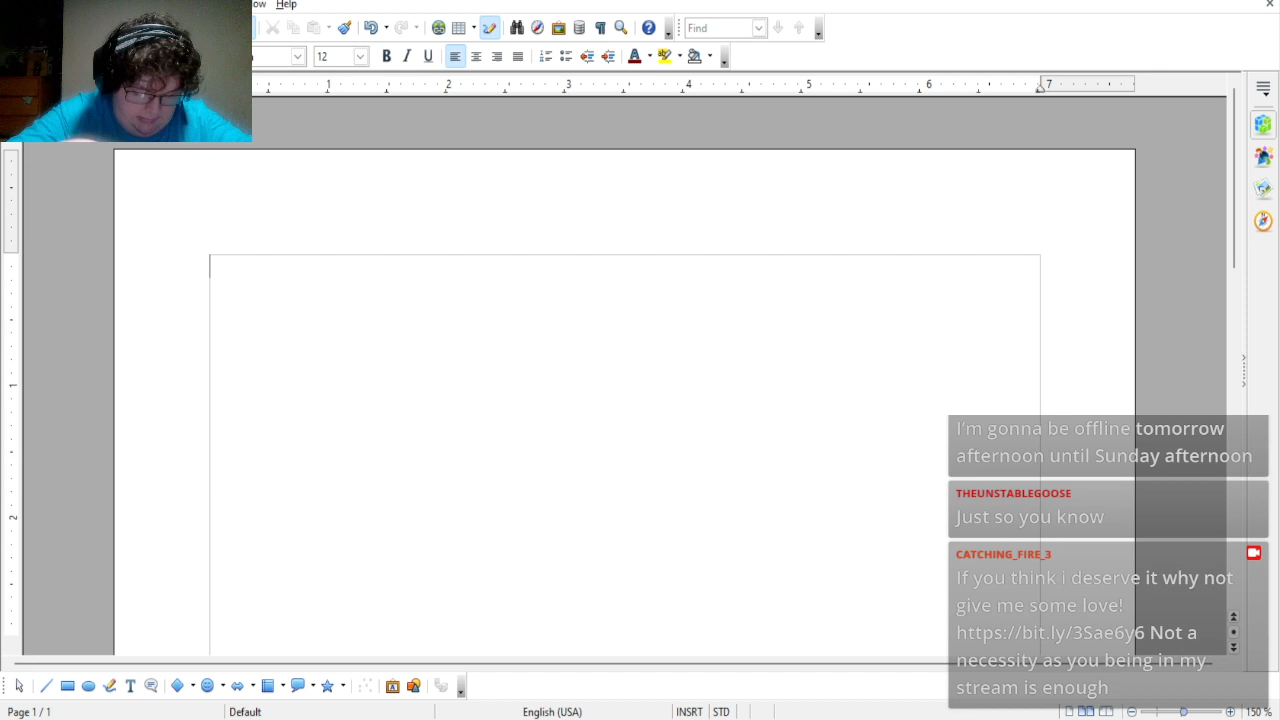 ow Help
Find
12 B I U
1 2 3 4 5 6 7
1
2
I'm gonna be offline tomorrow
afternoon until Sunday afternoon
THEUNSTABLEGOOSE
Just so you know
CATCHING_FIRE_3
If you think i deserve it why not
give me some love!
https://bit.ly/3Sae6y6 Not a
necessity as you being in my
stream is enough
Page 1 / 1 Default English (USA) INSRT STD 150 %